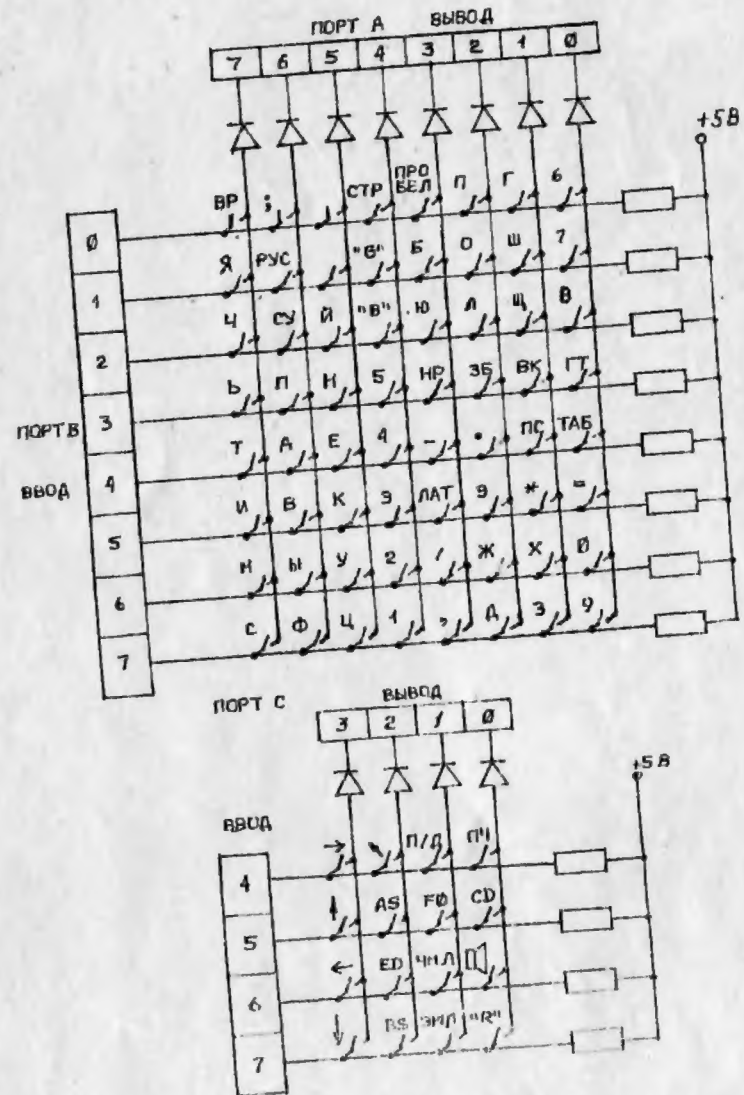 ПОРТ А ВЫВОД
7 6 5 4 3 2 1 0
+5В
ВР ; СТР ПРО П Г 6
БЕЛ
0
Я РУС "6" Б О Ш 7
1
Ч СУ Й "В" Ю Л Щ 8
2
Ь П Н 5 НР ЗБ ВК ГТ
ПОРТ В 3
Т А Е 4 – • ПС ТАБ
ВВОД 4
И В К Э ЛАТ 9 * =
5
Н Ы У 2 / Ж Х 0
6
С Ф Ц 1 , Д З 9
7
ПОРТ С ВЫВОД
3 2 1 0
+5В
ВВОД
→ ↖ П/Д ПЧ
4
↑ AS F0 CD
5
← ED ЧМЛ
6
↓ BS ЭМЛ "R"
7